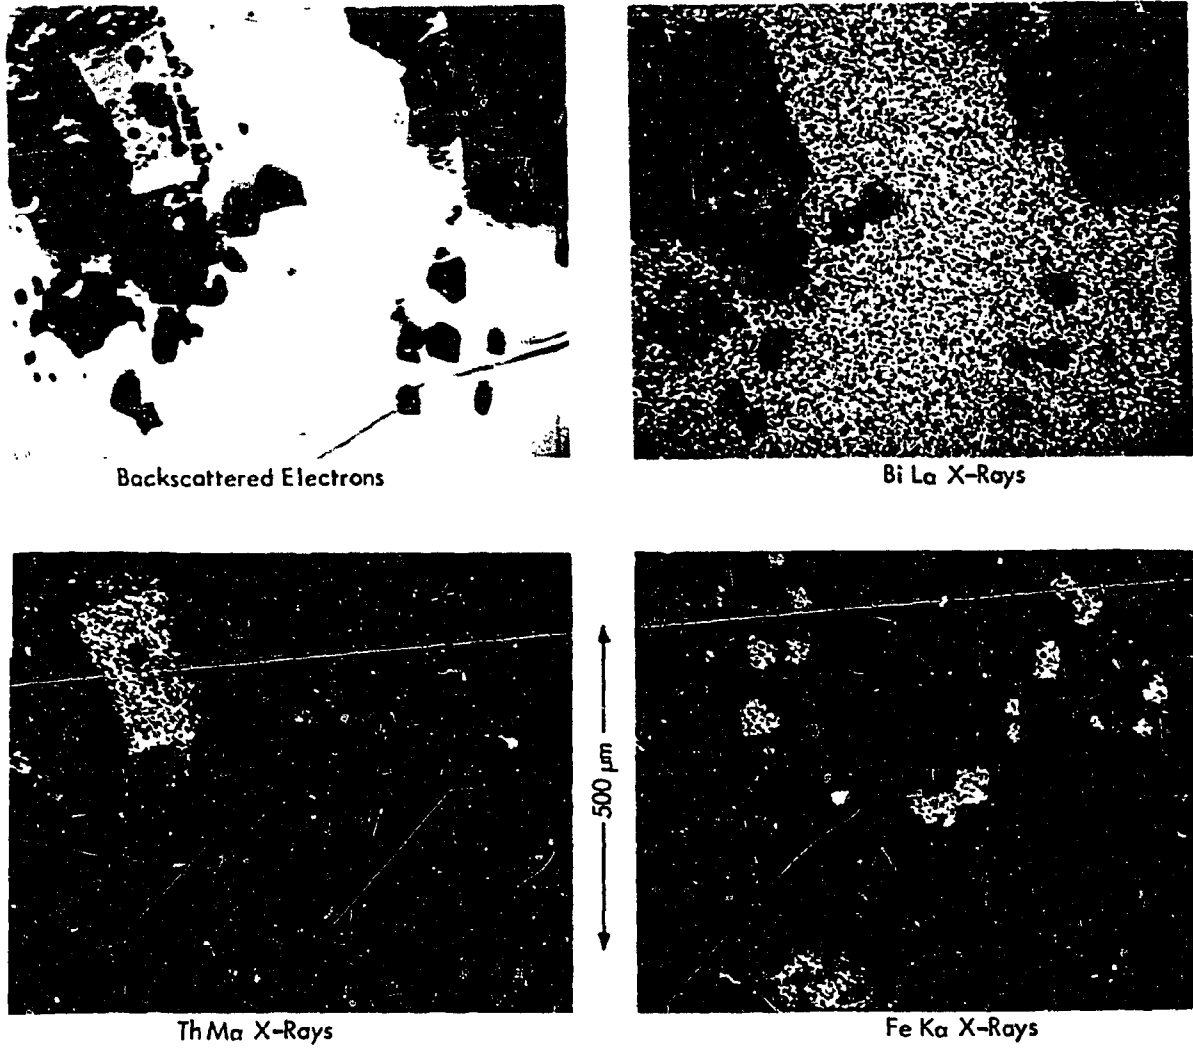 Backscattered Electrons
Bi Lα X-Rays
500 μm
Th Mα X-Rays
Fe Kα X-Rays